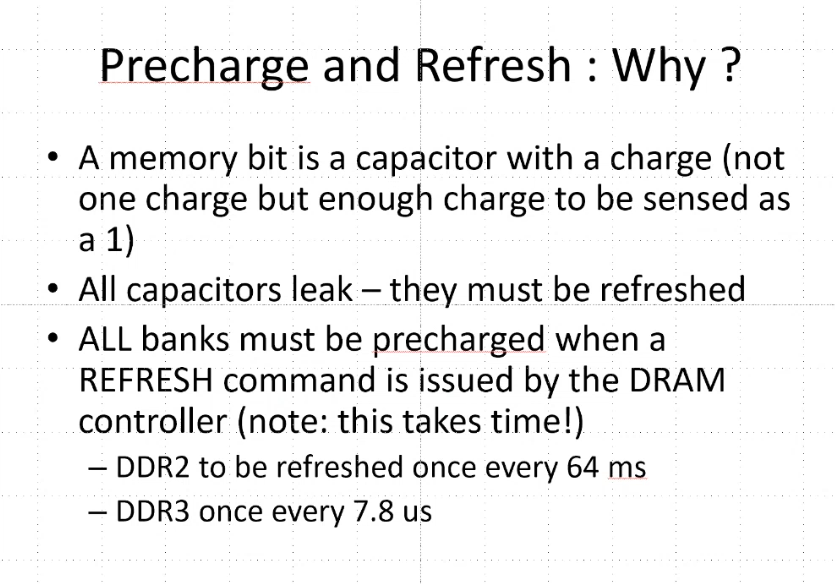 Precharge and Refresh : Why ?
• A memory bit is a capacitor with a charge (not
one charge but enough charge to be sensed as
a 1)
• All capacitors leak – they must be refreshed
• ALL banks must be precharged when a
REFRESH command is issued by the DRAM
controller (note: this takes time!)
– DDR2 to be refreshed once every 64 ms
– DDR3 once every 7.8 us